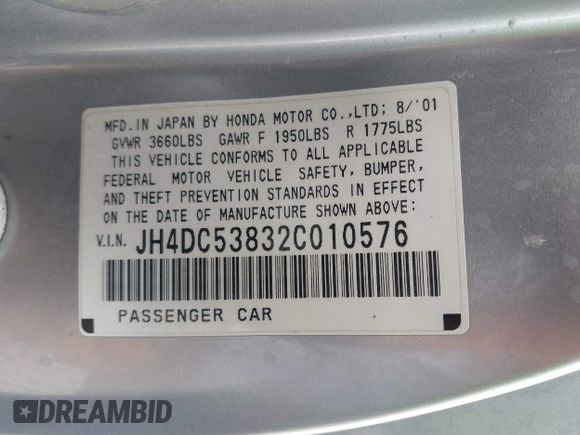 MFD.IN JAPAN BY HONDA MOTOR CO.,LTD; 8/'01
GVWR 3660LBS GAWR F 1950LBS R 1775LBS
THIS VEHICLE CONFORMS TO ALL APPLICABLE
FEDERAL MOTOR VEHICLE SAFETY, BUMPER,
AND THEFT PREVENTION STANDARDS IN EFFECT
ON THE DATE OF MANUFACTURE SHOWN ABOVE:
V.I.N. JH4DC53832C010576
PASSENGER CAR
DREAMBID